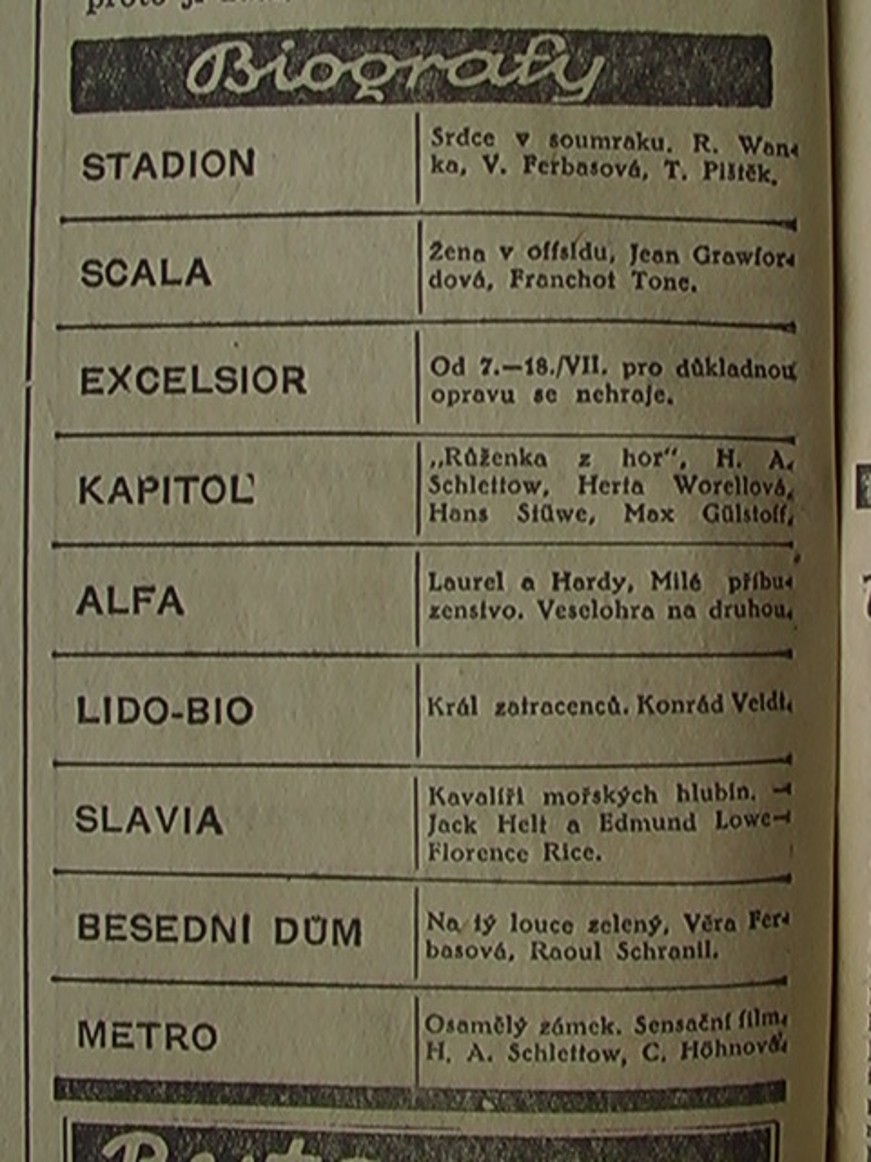 Biografy
STADION
Srdce v soumraku. R. Wan-
ka, V. Ferbasová, T. Pištěk.
SCALA
Žena v offsidu, Jean Grawfor-
dová, Franchot Tone.
EXCELSIOR
Od 7.—18./VII. pro důkladnou
opravu se nehraje.
KAPITOL
„Růženka z hor“, H. A.
Schlettow, Herta Worellová,
Hans Stüwe, Max Gülstoff,
ALFA
Laurel a Hardy, Milé příbu-
zenstvo. Veselohra na druhou.
LIDO-BIO
Král zatracenců. Konrád Veidt.
SLAVIA
Kavalíři mořských hlubin. —
Jack Helt a Edmund Lowe—
Florence Rice.
BESEDNÍ DŮM
Na tý louce zelený, Věra Fer-
basová, Raoul Schranil.
METRO
Osamělý zámek. Sensační film.
H. A. Schlettow, C. Höhnová.